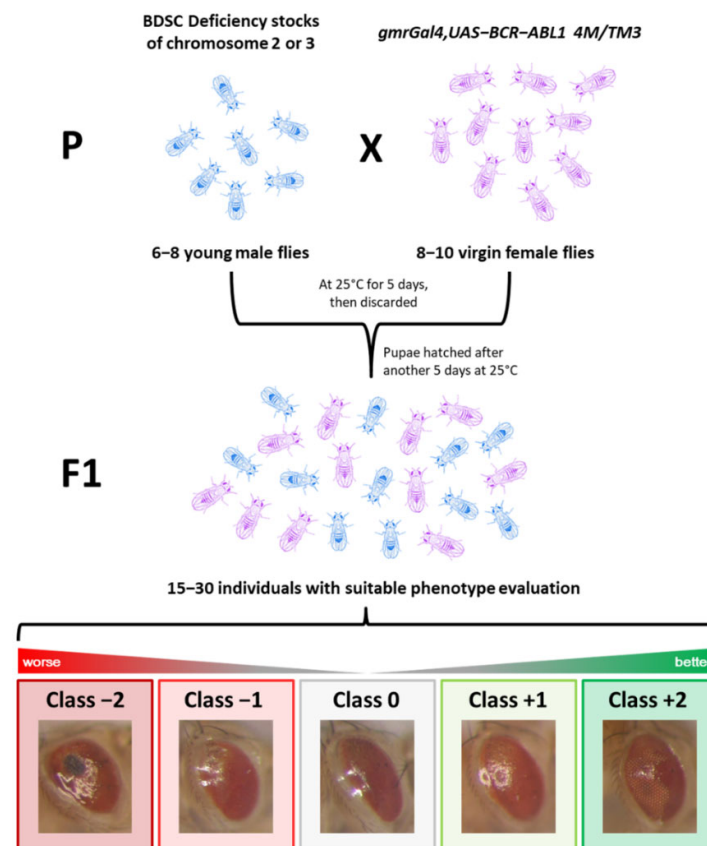 BDSC Deficiency stocks
of chromosome 2 or 3
gmrGal4,UAS−BCR−ABL1 4M/TM3
P
X
6−8 young male flies
8−10 virgin female flies
At 25°C for 5 days,
then discarded
Pupae hatched after
another 5 days at 25°C
F1
15−30 individuals with suitable phenotype evaluation
worse
bette
Class −2
Class −1
Class 0
Class +1
Class +2